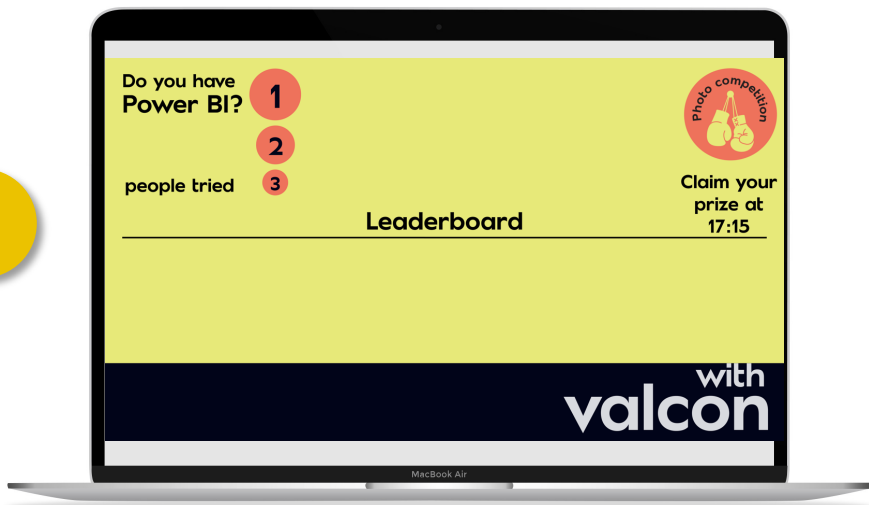 Do you have
Power BI?
1
2
people tried
3
Photo competition
Claim your
prize at
17:15
Leaderboard
with
valcon
MacBook Air